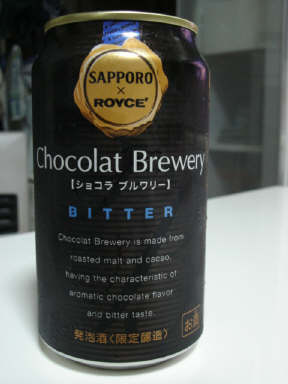 SAPPORO
×
ROYCE'
Chocolat Brewery
【ショコラ ブルワリー】
BITTER
Chocolat Brewery is made from
roasted malt and cacao,
having the characteristic of
aromatic chocolate flavor
and bitter taste.
発泡酒〈限定醸造〉
お酒